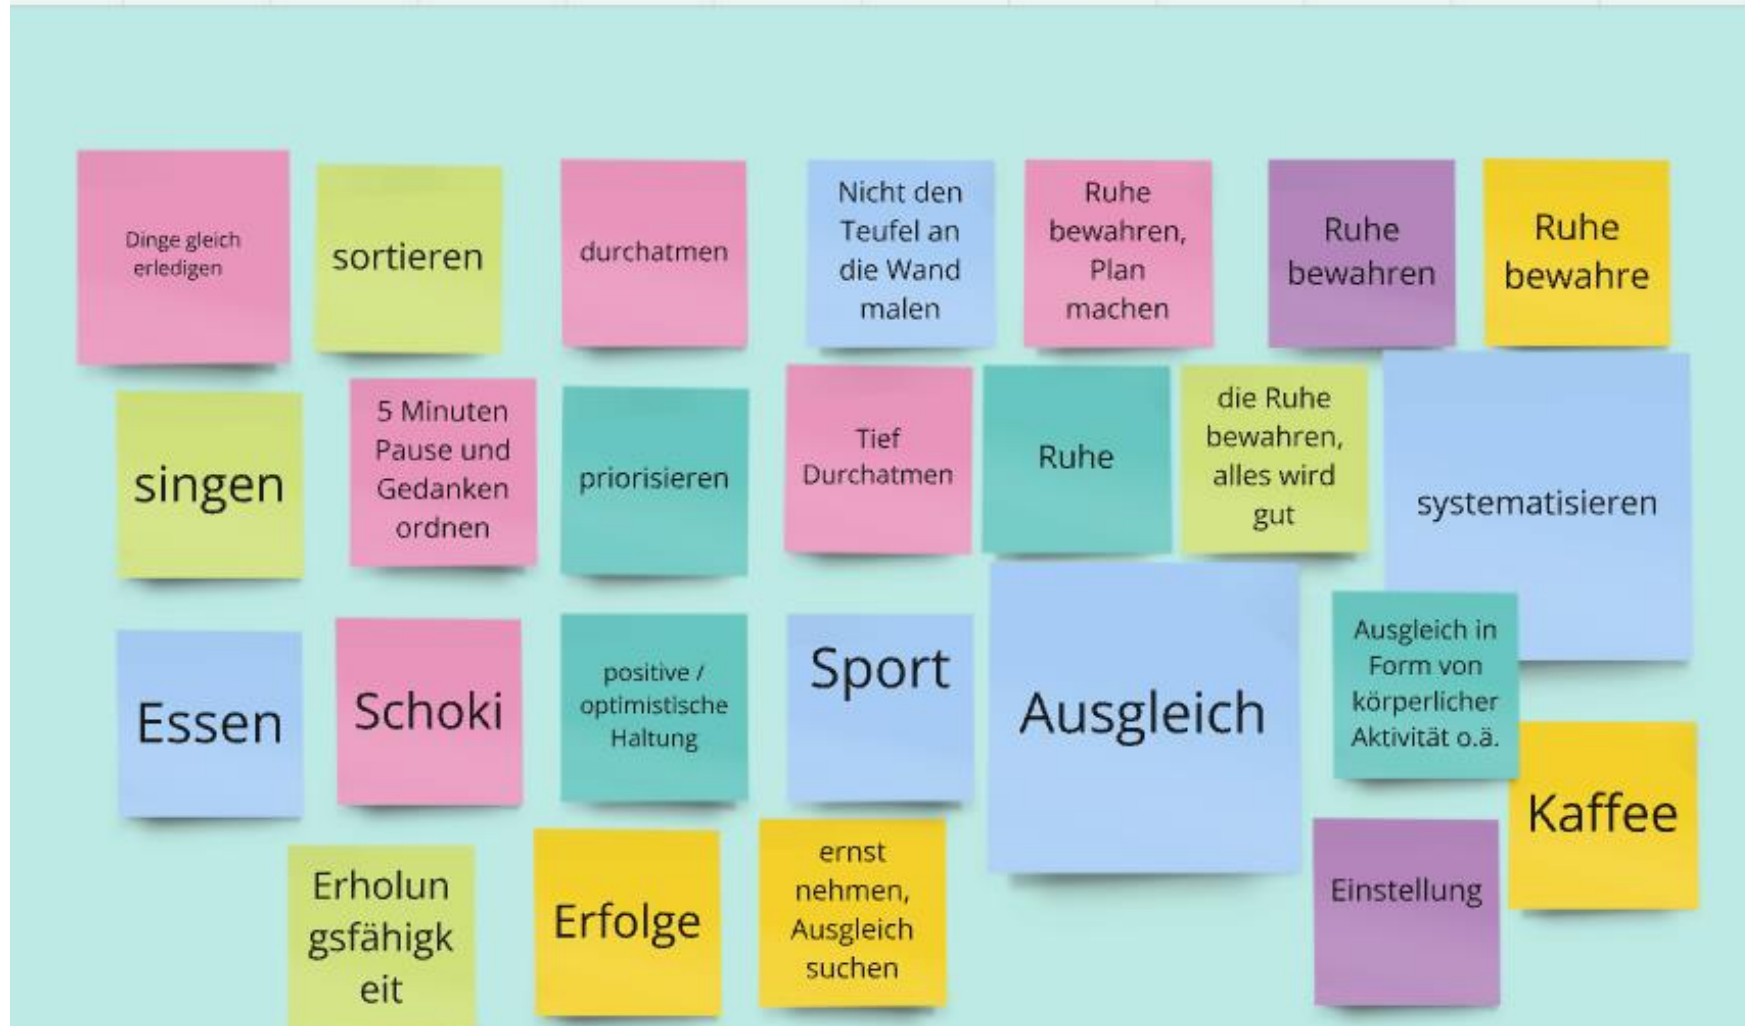 Dinge gleich
erledigen
sortieren
durchatmen
Nicht den
Teufel an
die Wand
malen
Ruhe
bewahren,
Plan
machen
Ruhe
bewahren
Ruhe
bewahre
singen
5 Minuten
Pause und
Gedanken
ordnen
priorisieren
Tief
Durchatmen
Ruhe
die Ruhe
bewahren,
alles wird
gut
systematisieren
Essen
Schoki
positive /
optimistische
Haltung
Sport
Ausgleich
Ausgleich in
Form von
körperlicher
Aktivität o.ä.
Kaffee
Erholun
gsfähigk
eit
Erfolge
ernst
nehmen,
Ausgleich
suchen
Einstellung